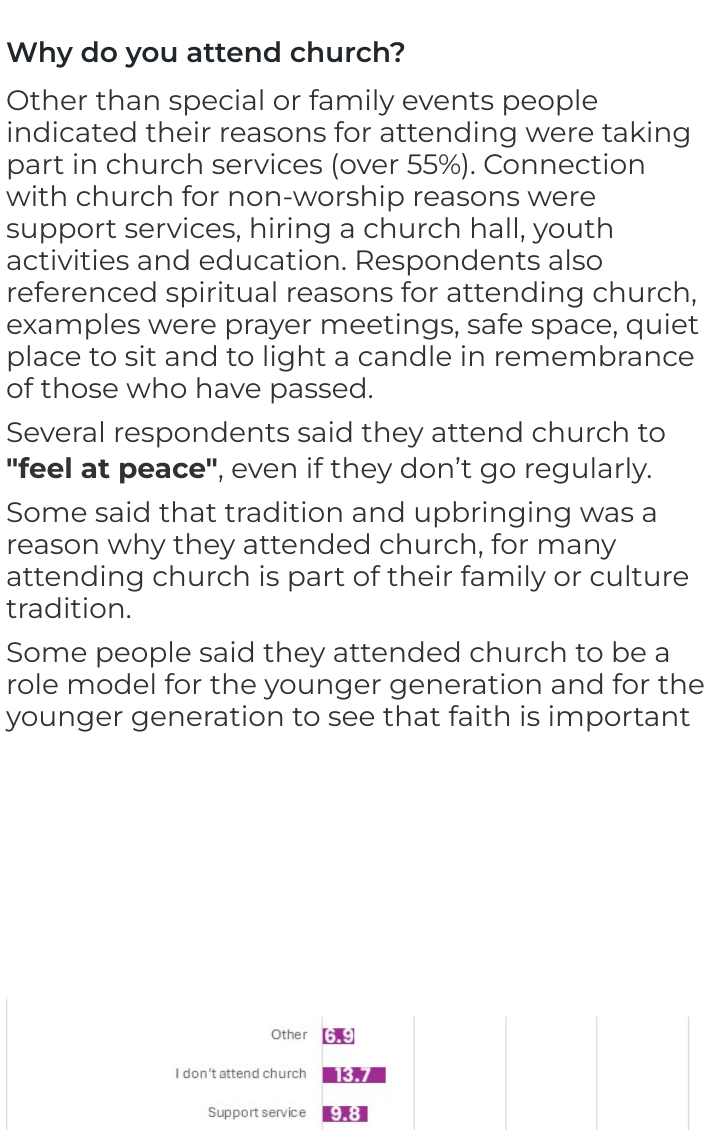 Why do you attend church?
Other than special or family events people
indicated their reasons for attending were taking
part in church services (over 55%). Connection
with church for non-worship reasons were
support services, hiring a church hall, youth
activities and education. Respondents also
referenced spiritual reasons for attending church,
examples were prayer meetings, safe space, quiet
place to sit and to light a candle in remembrance
of those who have passed.
Several respondents said they attend church to
"feel at peace", even if they don’t go regularly.
Some said that tradition and upbringing was a
reason why they attended church, for many
attending church is part of their family or culture
tradition.
Some people said they attended church to be a
role model for the younger generation and for the
younger generation to see that faith is important
Other 6.9
I don't attend church 13.7
Support service 9.8